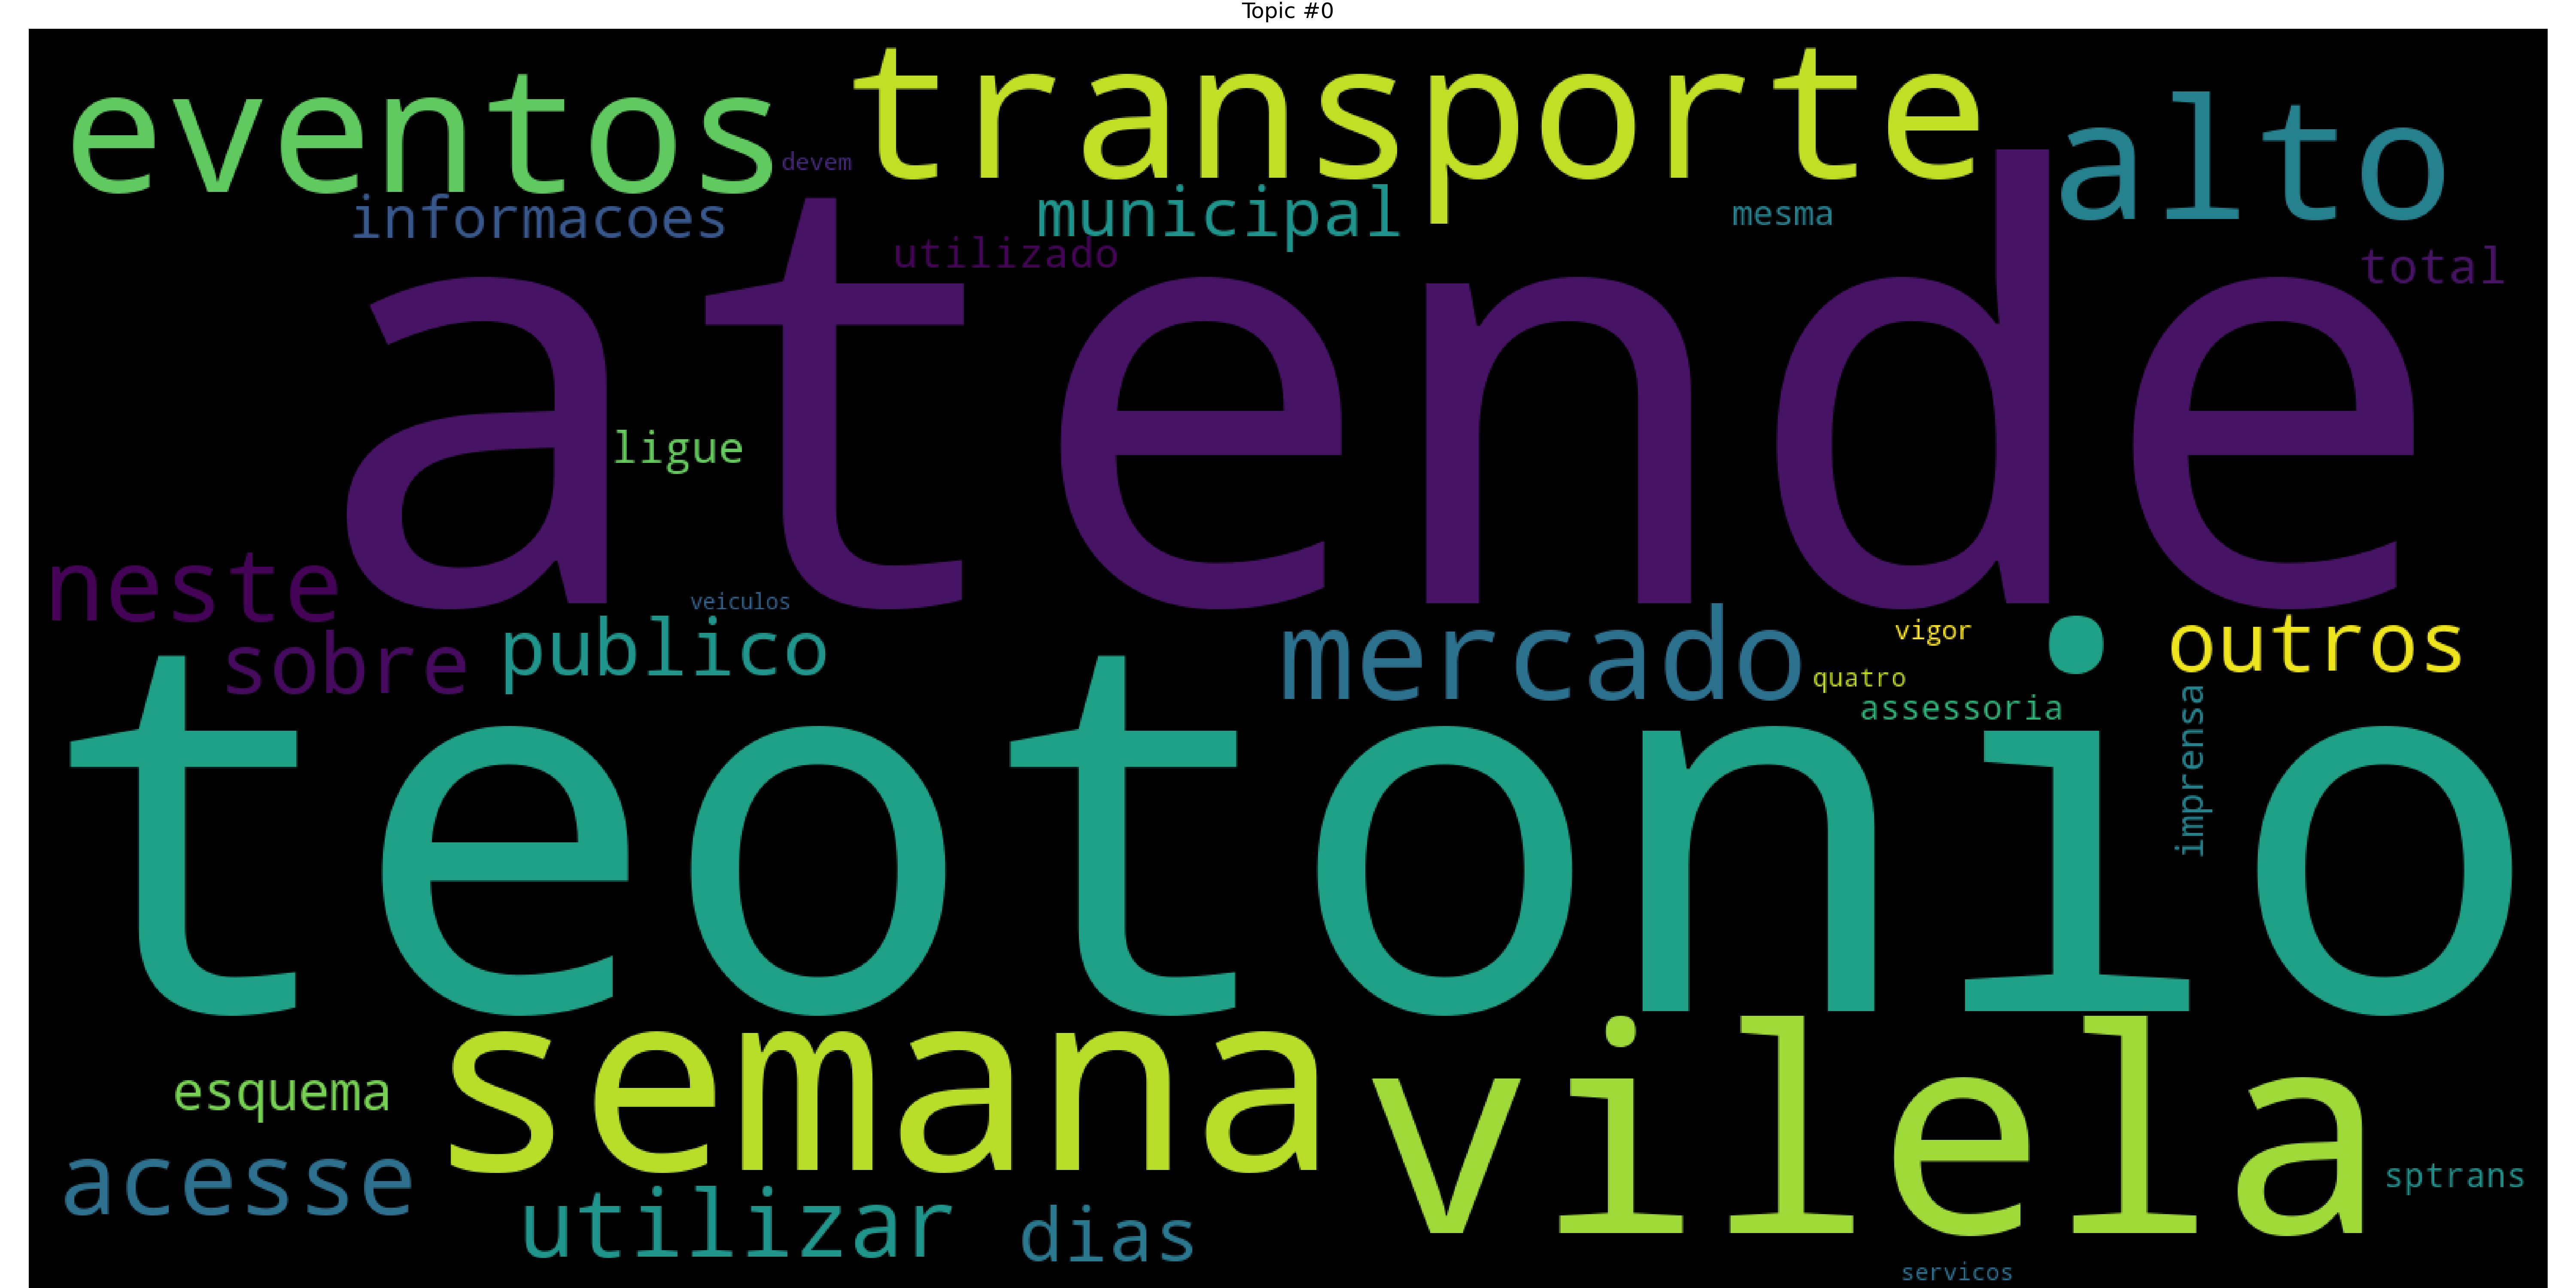 Topic #0
eventos
transporte
alto
devem
informacoes
municipal
mesma
utilizado
total
atende
ligue
neste
veiculos
sobre
publico
mercado
vigor
outros
quatro
assessoria
imprensa
teotonio
semana
vilela
esquema
acesse
sptrans
utilizar
dias
servicos